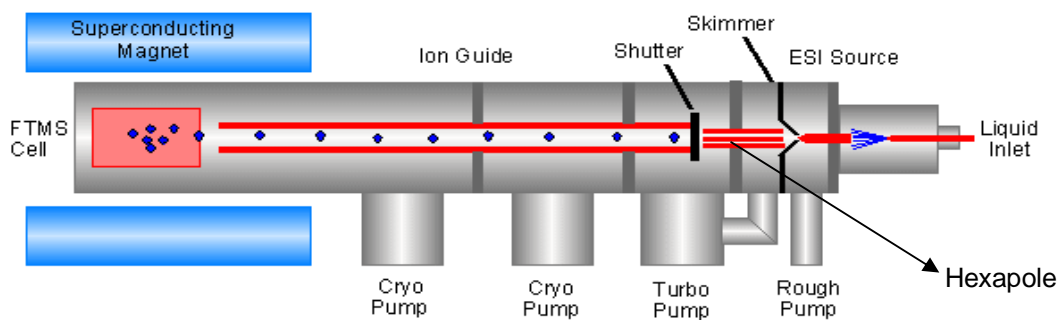 Superconducting
Magnet
Ion Guide
Shutter
Skimmer
ESI Source
FTMS
Cell
Liquid
Inlet
Hexapole
Cryo
Pump
Cryo
Pump
Turbo
Pump
Rough
Pump